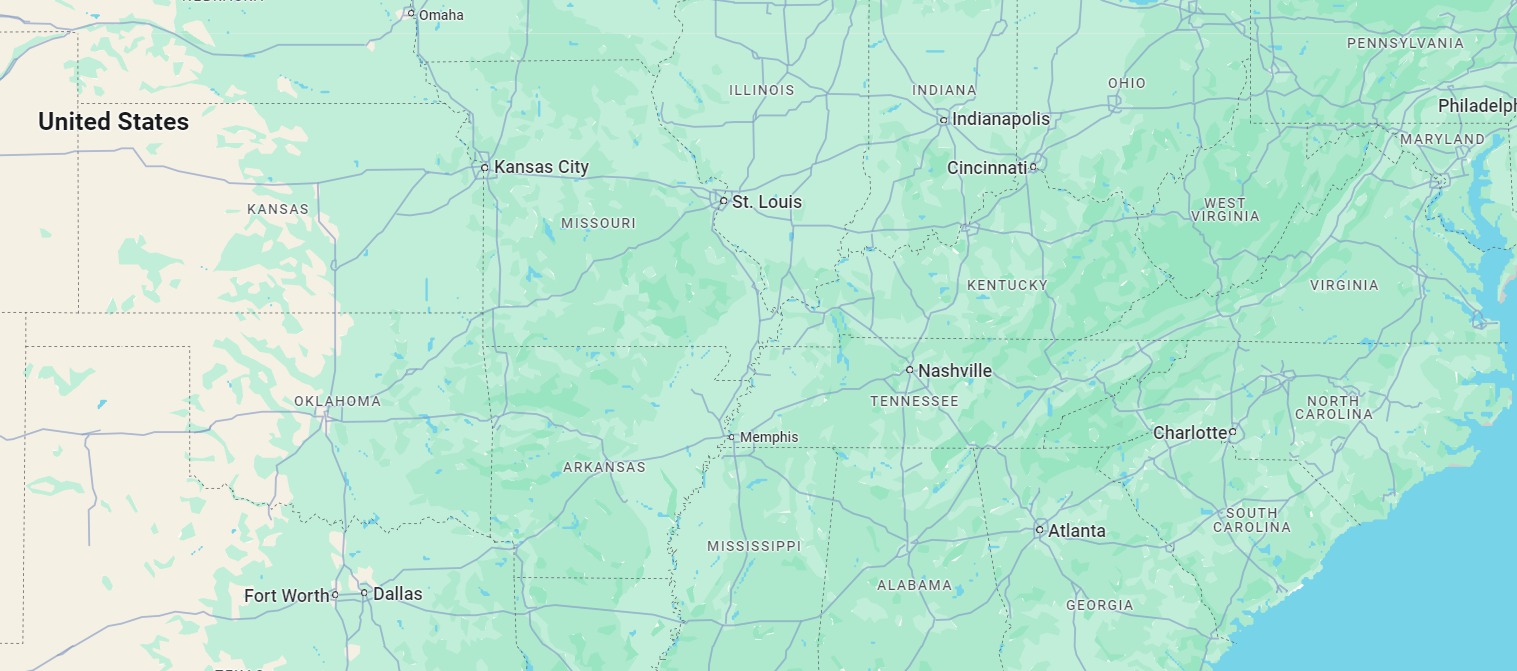 NEBRASKA
Omaha
PENNSYLVANIA
ILLINOIS
INDIANA
OHIO
Philadelph
United States
Indianapolis
MARYLAND
Kansas City
Cincinnati
St. Louis
KANSAS
MISSOURI
WEST
VIRGINIA
KENTUCKY
VIRGINIA
Nashville
OKLAHOMA
TENNESSEE
NORTH
CAROLINA
Memphis
Charlotte
ARKANSAS
SOUTH
CAROLINA
Atlanta
MISSISSIPPI
ALABAMA
Fort Worth
Dallas
GEORGIA
TEXAS